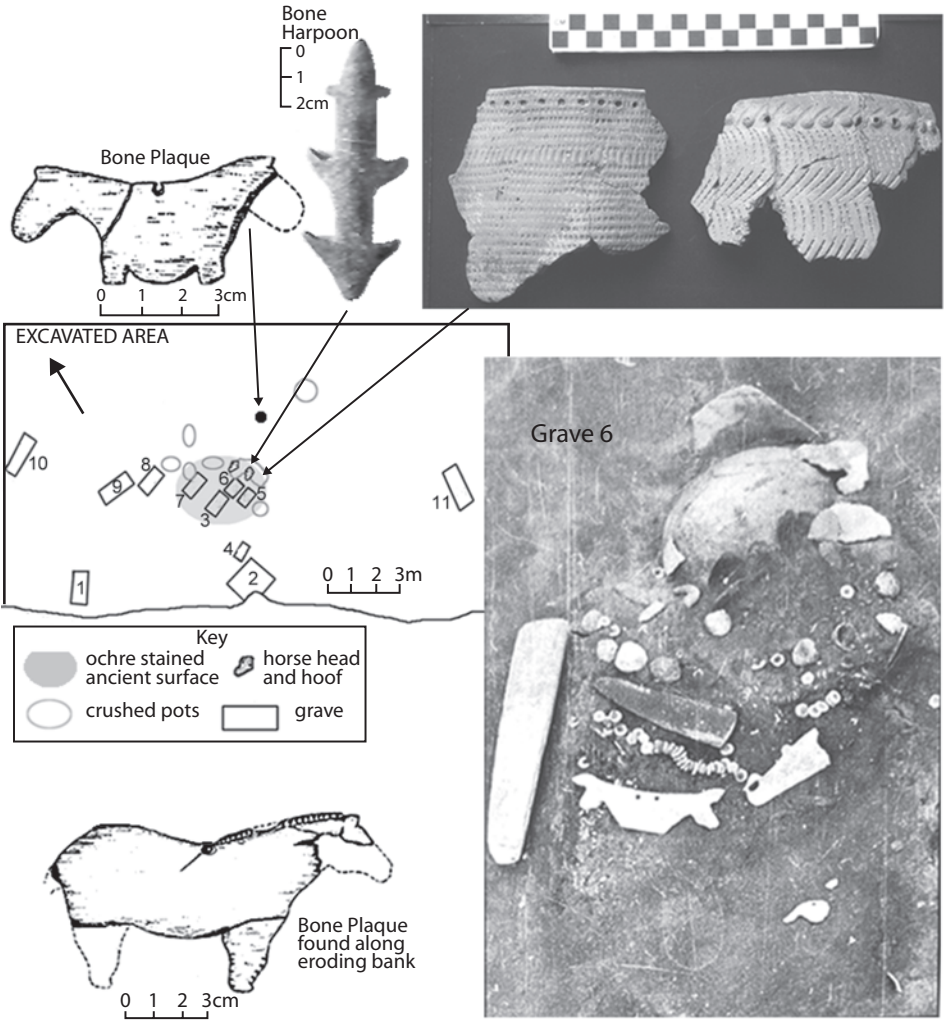 Bone
Harpoon
0
1
2cm
CM
Bone Plaque
0 1 2 3cm
EXCAVATED AREA
10
9
8
7
6
5
3
11
4
2
1
0 1 2 3m
Key
ochre stained
ancient surface
horse head
and hoof
crushed pots
grave
Grave 6
Bone Plaque
found along
eroding bank
0 1 2 3cm